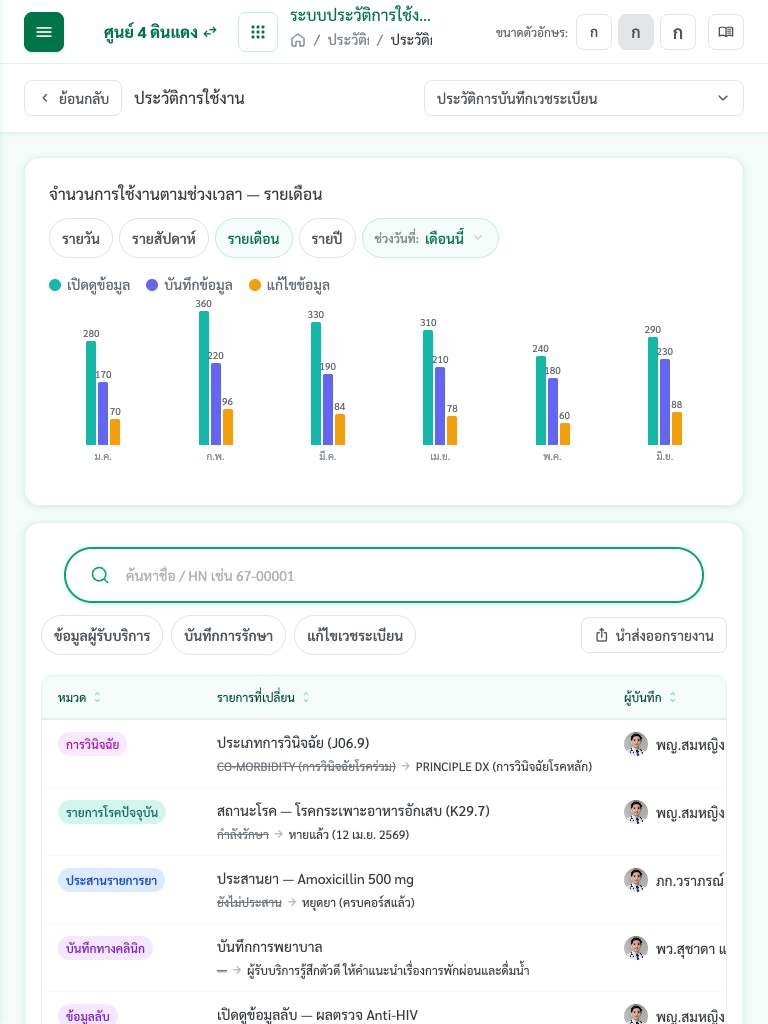 ศูนย์ 4 ดินแดง
ระบบประวัติการใช้ง...
/ ประวัติ / ประวัติ
ขนาดตัวอักษร: ก ก ก
ย้อนกลับ ประวัติการใช้งาน ประวัติการบันทึกเวชระเบียน
จำนวนการใช้งานตามช่วงเวลา — รายเดือน
รายวัน รายสัปดาห์ รายเดือน รายปี ช่วงวันที่: เดือนนี้
เปิดดูข้อมูล บันทึกข้อมูล แก้ไขข้อมูล
280 170 70 360 220 96 330 190 84 310 210 78 240 180 60 290 230 88
ม.ค. ก.พ. มี.ค. เม.ย. พ.ค. มิ.ย.
ค้นหาชื่อ / HN เช่น 67-00001
ข้อมูลผู้รับบริการ บันทึกการรักษา แก้ไขเวชระเบียน นำส่งออกรายงาน
หมวด รายการที่เปลี่ยน ผู้บันทึก
การวินิจฉัย ประเภทการวินิจฉัย (J06.9) พญ.สมหญิง
CO-MORBIDITY (การวินิจฉัยโรคร่วม) → PRINCIPLE DX (การวินิจฉัยโรคหลัก)
รายการโรคปัจจุบัน สถานะโรค — โรคกระเพาะอาหารอักเสบ (K29.7) พญ.สมหญิง
กำลังรักษา → หายแล้ว (12 เม.ย. 2569)
ประสานรายการยา ประสานยา — Amoxicillin 500 mg ภก.วราภรณ์
ยังไม่ประสาน → หยุดยา (ครบคอร์สแล้ว)
บันทึกทางคลินิก บันทึกการพยาบาล พว.สุชาดา แ
— → ผู้รับบริการรู้สึกตัวดี ให้คำแนะนำเรื่องการพักผ่อนและดื่มน้ำ
ข้อมูลลับ เปิดดูข้อมูลลับ — ผลตรวจ Anti-HIV พญ.สมหญิง